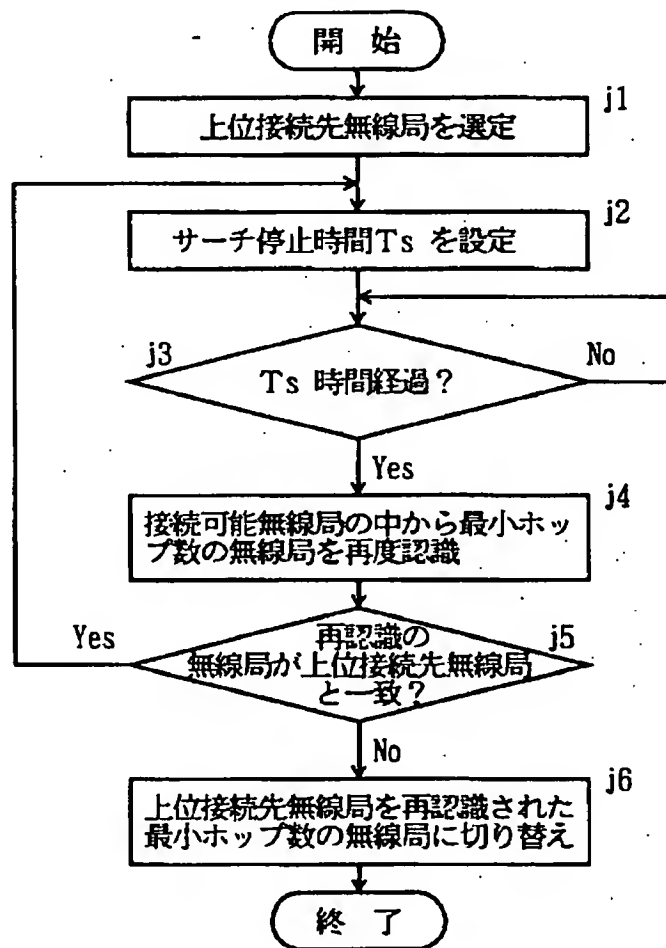 開 始
j1
上位接続先無線局を選定
j2
サーチ停止時間Ts を設定
j3
Ts 時間経過?
No
Yes
j4
接続可能無線局の中から最小ホッ
プ数の無線局を再度認識
Yes
j5
再認識の
無線局が上位接続先無線局
と一致?
No
j6
上位接続先無線局を再認識された
最小ホップ数の無線局に切り替え
終 了